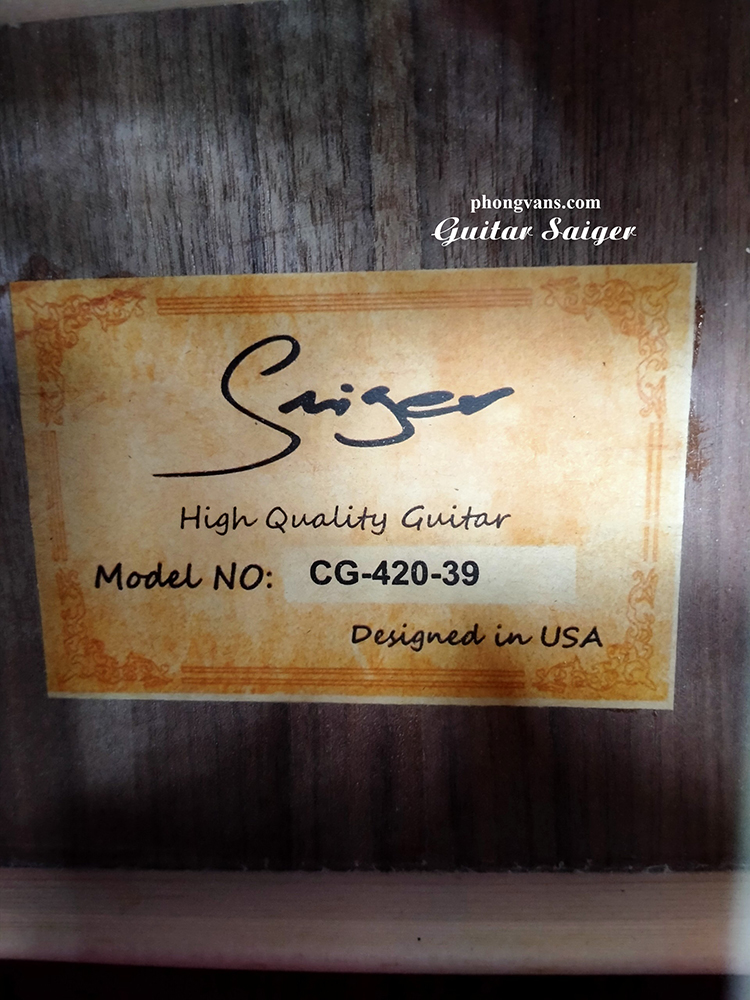 phongvans.com
Guitar Saiger
Saiger
High Quality Guitar
Model NO: CG-420-39
Designed in USA